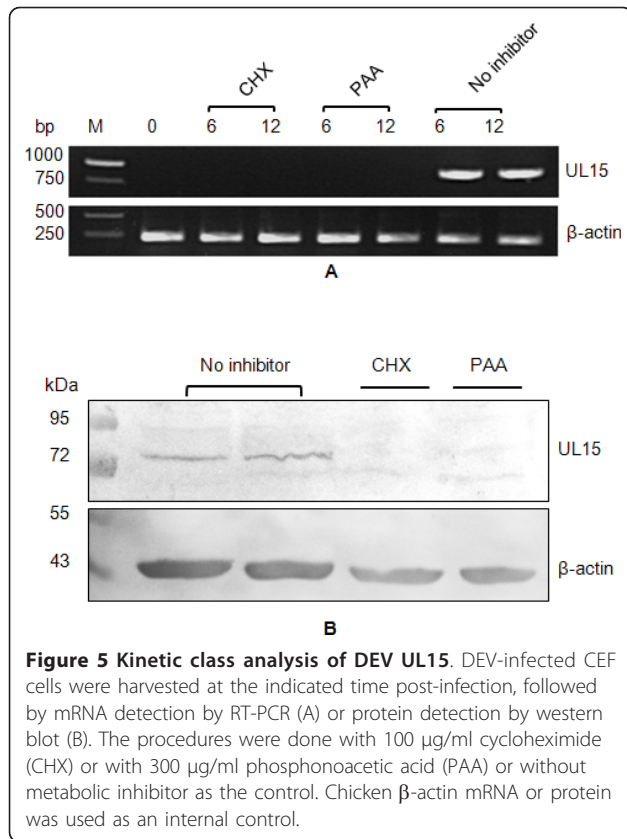 CHX PAA No inhibitor
bp M 0 6 12 6 12 6 12
1000
750
UL15
500
250
β-actin
A
No inhibitor CHX PAA
kDa
95
72
UL15
55
43
β-actin
B
Figure 5 Kinetic class analysis of DEV UL15. DEV-infected CEF
cells were harvested at the indicated time post-infection, followed
by mRNA detection by RT-PCR (A) or protein detection by western
blot (B). The procedures were done with 100 μg/ml cycloheximide
(CHX) or with 300 μg/ml phosphonoacetic acid (PAA) or without
metabolic inhibitor as the control. Chicken β-actin mRNA or protein
was used as an internal control.